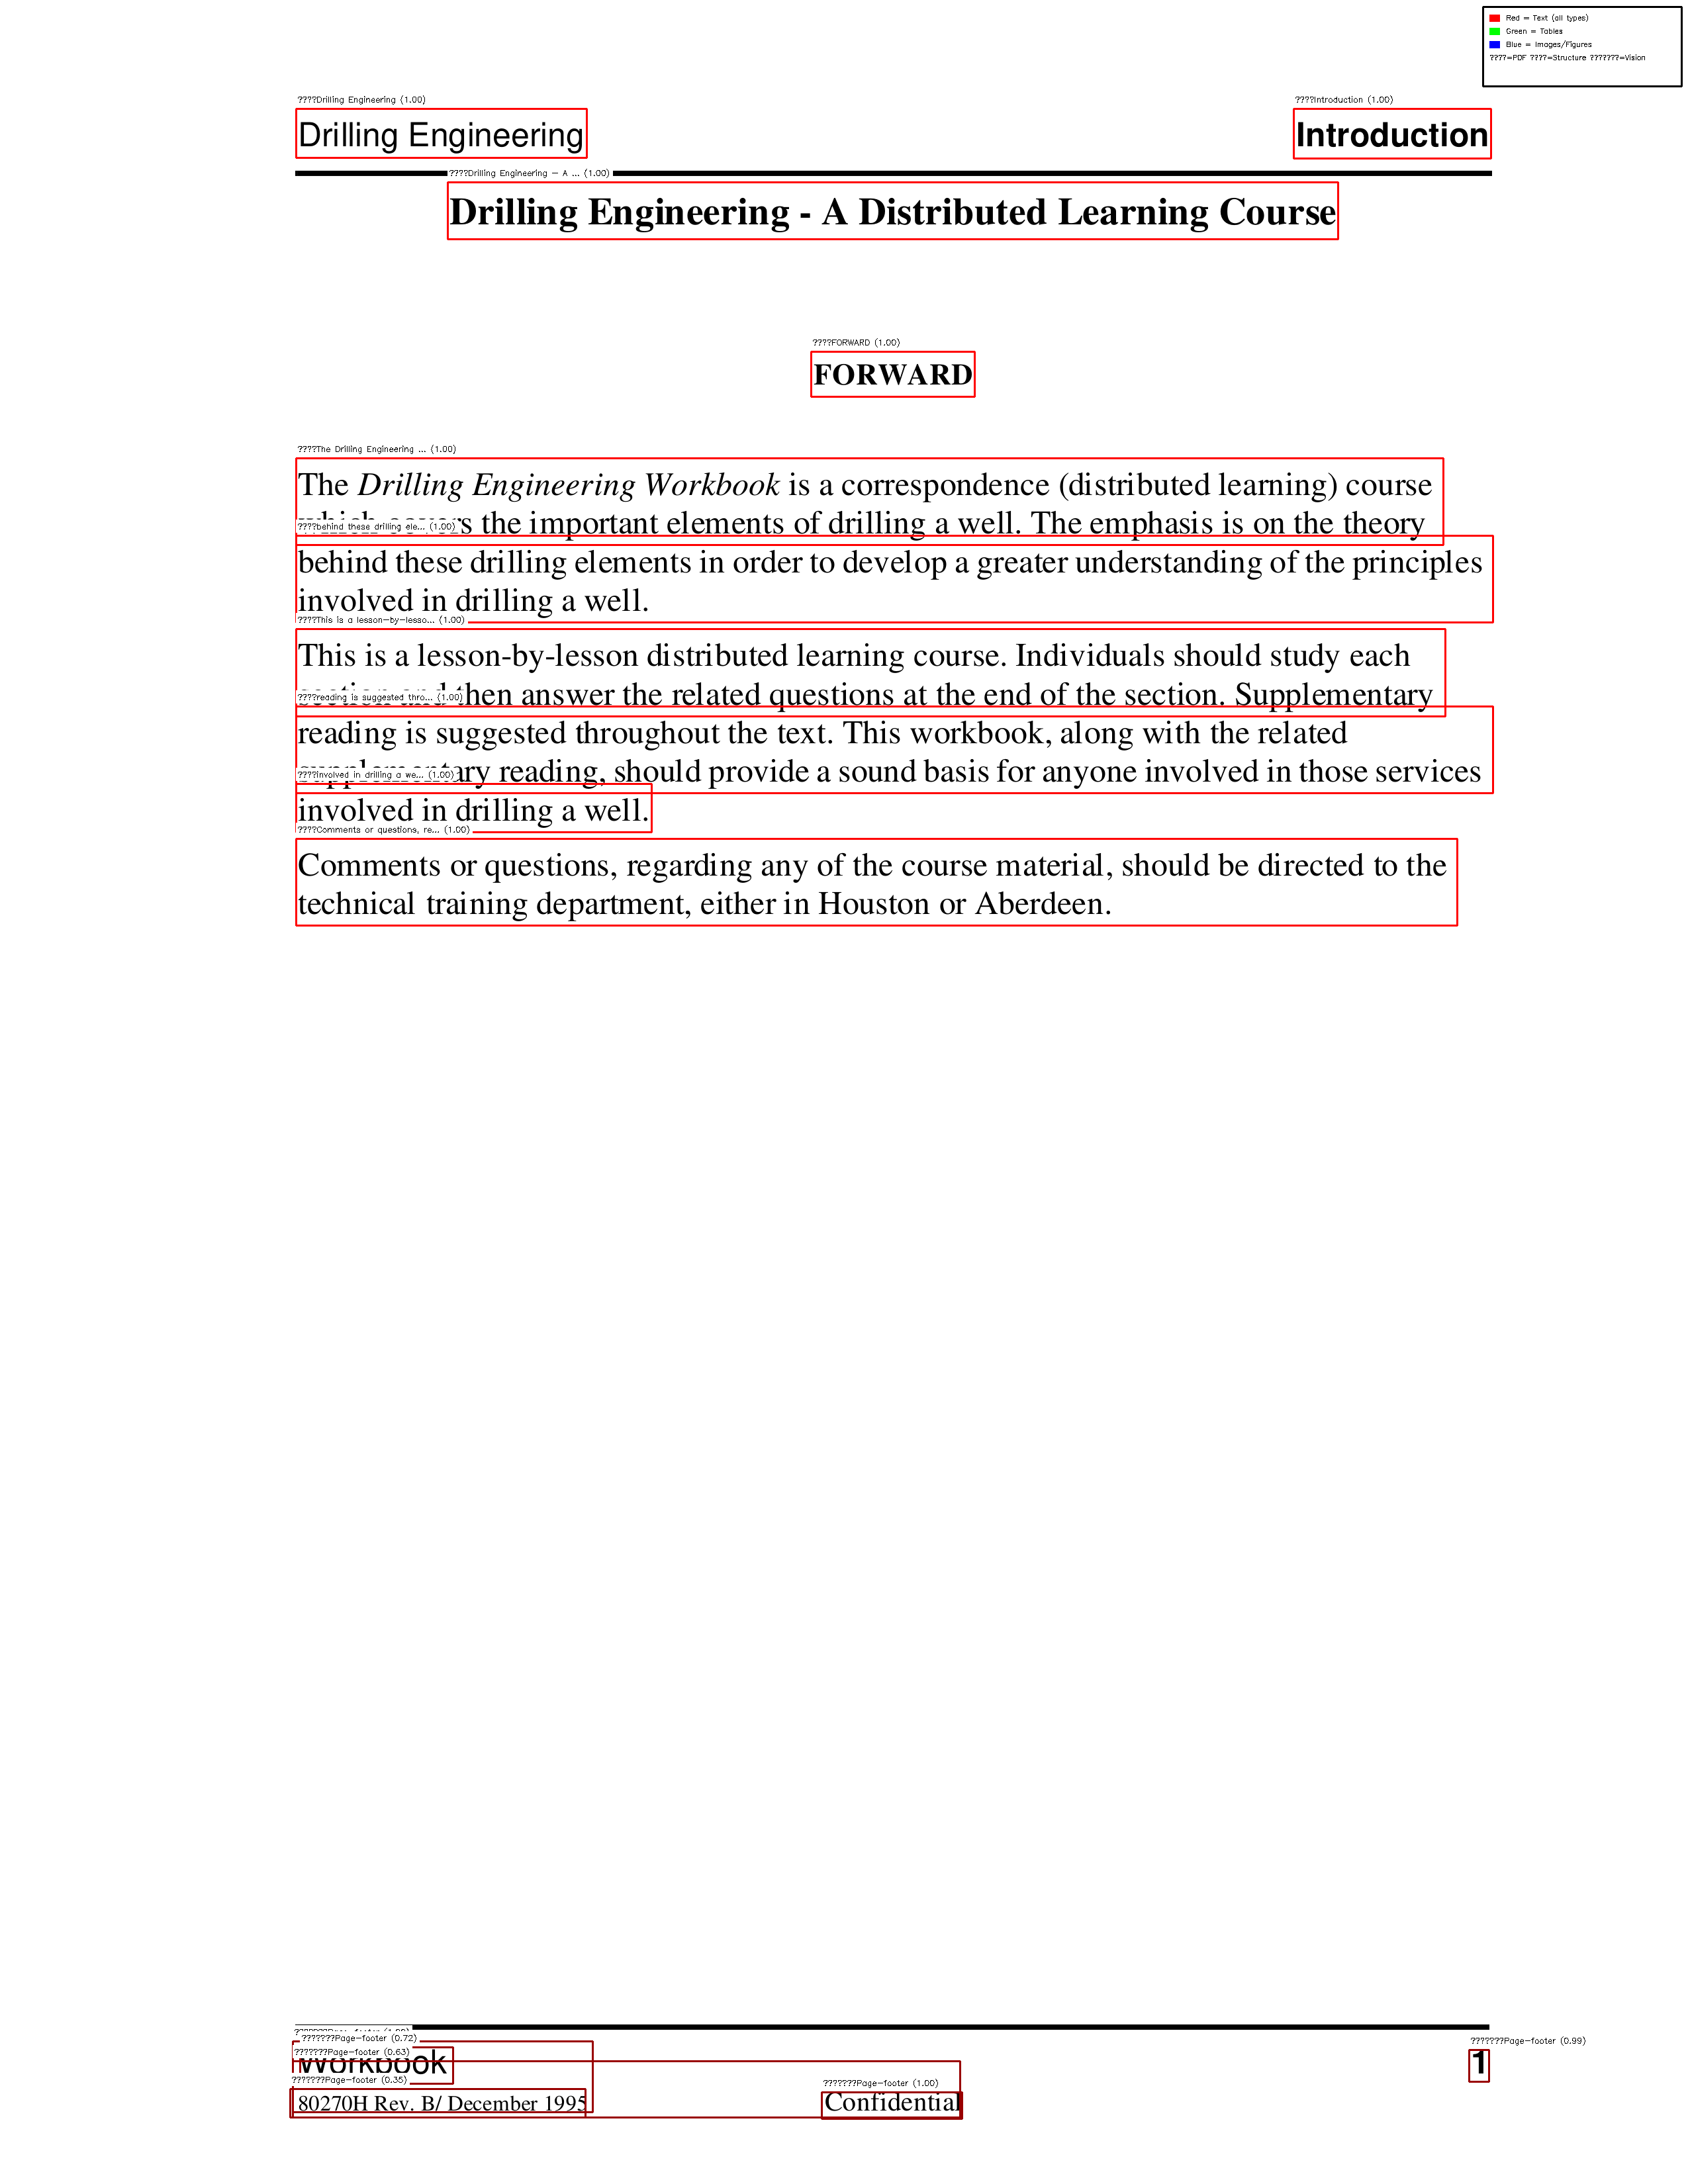 Red = Text (all types)
Green = Tables
Blue = Images/Figures
????=PDF ????=Structure ???????=Vision
????Drilling Engineering (1.00)
????Introduction (1.00)
Drilling Engineering
Introduction
????Drilling Engineering - A ... (1.00)
Drilling Engineering - A Distributed Learning Course
????FORWARD (1.00)
FORWARD
????The Drilling Engineering ... (1.00)
The Drilling Engineering Workbook is a correspondence (distributed learning) course
the important elements of drilling a well. The emphasis is on the theory
????behind these drilling ele... (1.00)
behind these drilling elements in order to develop a greater understanding of the principles
involved in drilling a well.
????This is a lesson-by-lesso... (1.00)
This is a lesson-by-lesson distributed learning course. Individuals should study each
then answer the related questions at the end of the section. Supplementary
????reading is suggested thro... (1.00)
reading is suggested throughout the text. This workbook, along with the related
reading, should provide a sound basis for anyone involved in those services
????involved in drilling a we... (1.00)
involved in drilling a well.
????Comments or questions, re... (1.00)
Comments or questions, regarding any of the course material, should be directed to the
technical training department, either in Houston or Aberdeen.
???????Page-footer (0.72)
???????Page-footer (0.99)
???????Page-footer (0.63)
Workbook
1
???????Page-footer (0.35)
???????Page-footer (1.00)
80270H Rev. B/ December 1995
Confidential